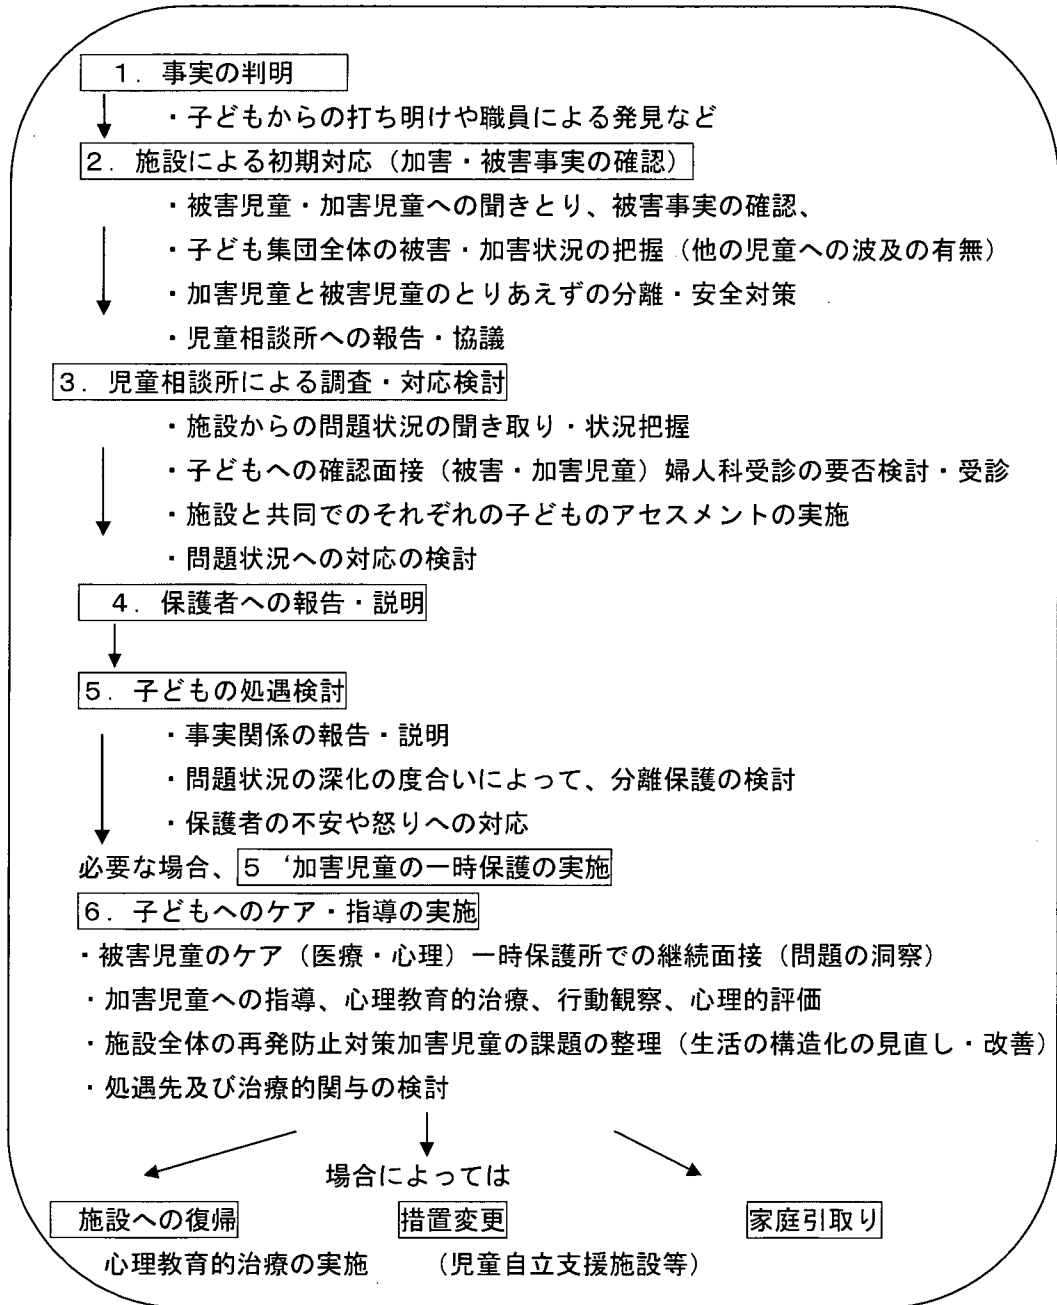 1．事実の判明
・子どもからの打ち明けや職員による発見など
2．施設による初期対応（加害・被害事実の確認）
・被害児童・加害児童への聞きとり、被害事実の確認、
・子ども集団全体の被害・加害状況の把握（他の児童への波及の有無）
・加害児童と被害児童のとりあえずの分離・安全対策
・児童相談所への報告・協議
3．児童相談所による調査・対応検討
・施設からの問題状況の聞き取り・状況把握
・子どもへの確認面接（被害・加害児童）婦人科受診の要否検討・受診
・施設と共同でのそれぞれの子どものアセスメントの実施
・問題状況への対応の検討
4．保護者への報告・説明
5．子どもの処遇検討
・事実関係の報告・説明
・問題状況の深化の度合いによって、分離保護の検討
・保護者の不安や怒りへの対応
必要な場合、5‘加害児童の一時保護の実施
6．子どもへのケア・指導の実施
・被害児童のケア（医療・心理）一時保護所での継続面接（問題の洞察）
・加害児童への指導、心理教育的治療、行動観察、心理的評価
・施設全体の再発防止対策加害児童の課題の整理（生活の構造化の見直し・改善）
・処遇先及び治療的関与の検討
場合によっては
施設への復帰 措置変更 家庭引取り
心理教育的治療の実施 （児童自立支援施設等）